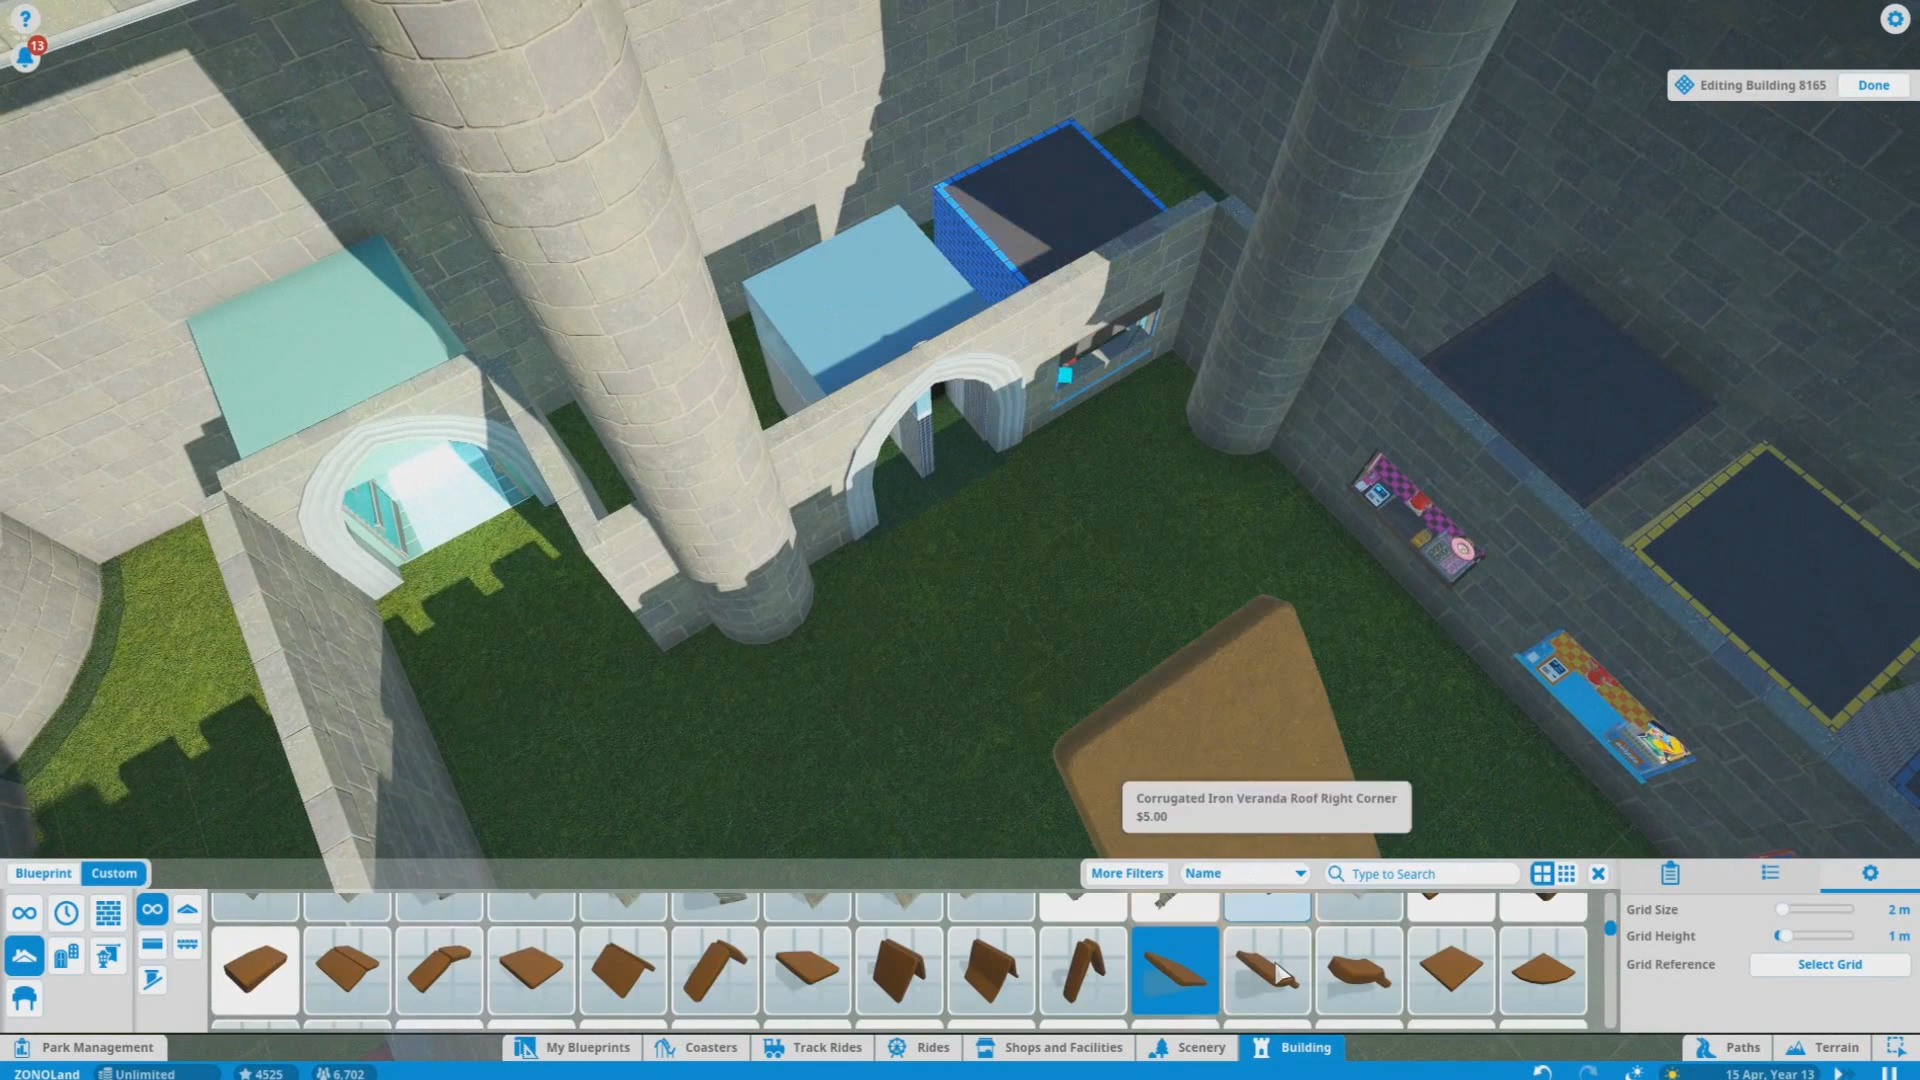 ?
13
Editing Building 8165
Done
Corrugated Iron Veranda Roof Right Corner
$5.00
Blueprint
Custom
More Filters
Name
Type to Search
Grid Size
2 m
Grid Height
1 m
Grid Reference
Select Grid
Park Management
My Blueprints
Coasters
Track Rides
Rides
Shops and Facilities
Scenery
Building
Paths
Terrain
ZONOLand
Unlimited
4525
6,702
15 Apr, Year 13